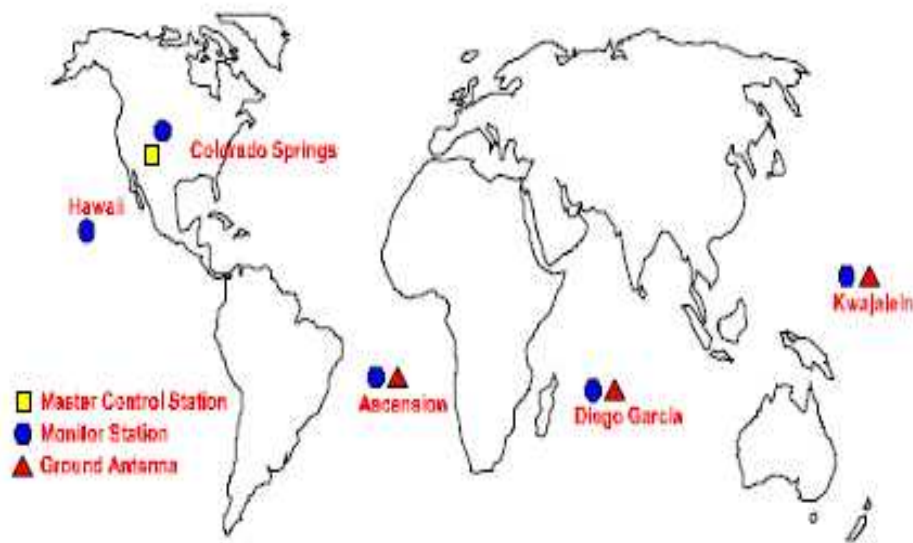 Colorado Springs
Hawaii
Kwajalein
Ascension
Diego Garcia
Master Control Station
Monitor Station
Ground Antenna